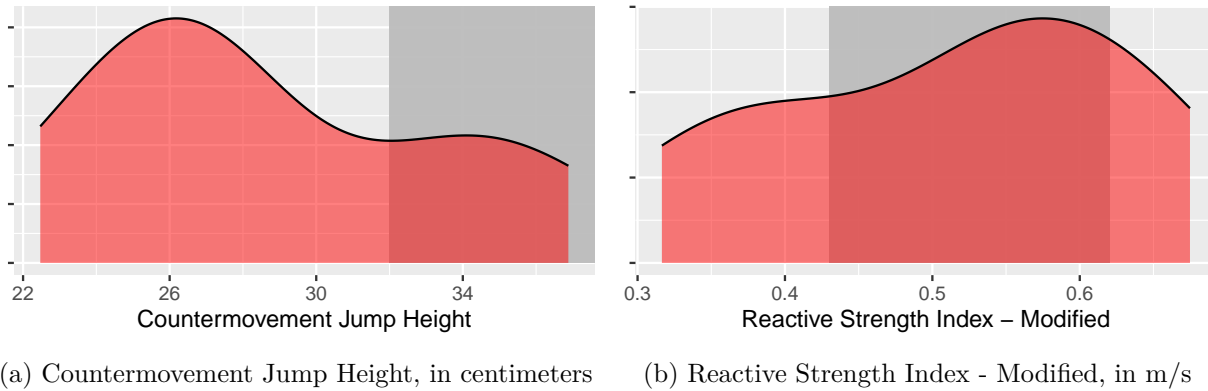 22 26 30 34
Countermovement Jump Height
(a) Countermovement Jump Height, in centimeters
0.3 0.4 0.5 0.6
Reactive Strength Index – Modified
(b) Reactive Strength Index - Modified, in m/s